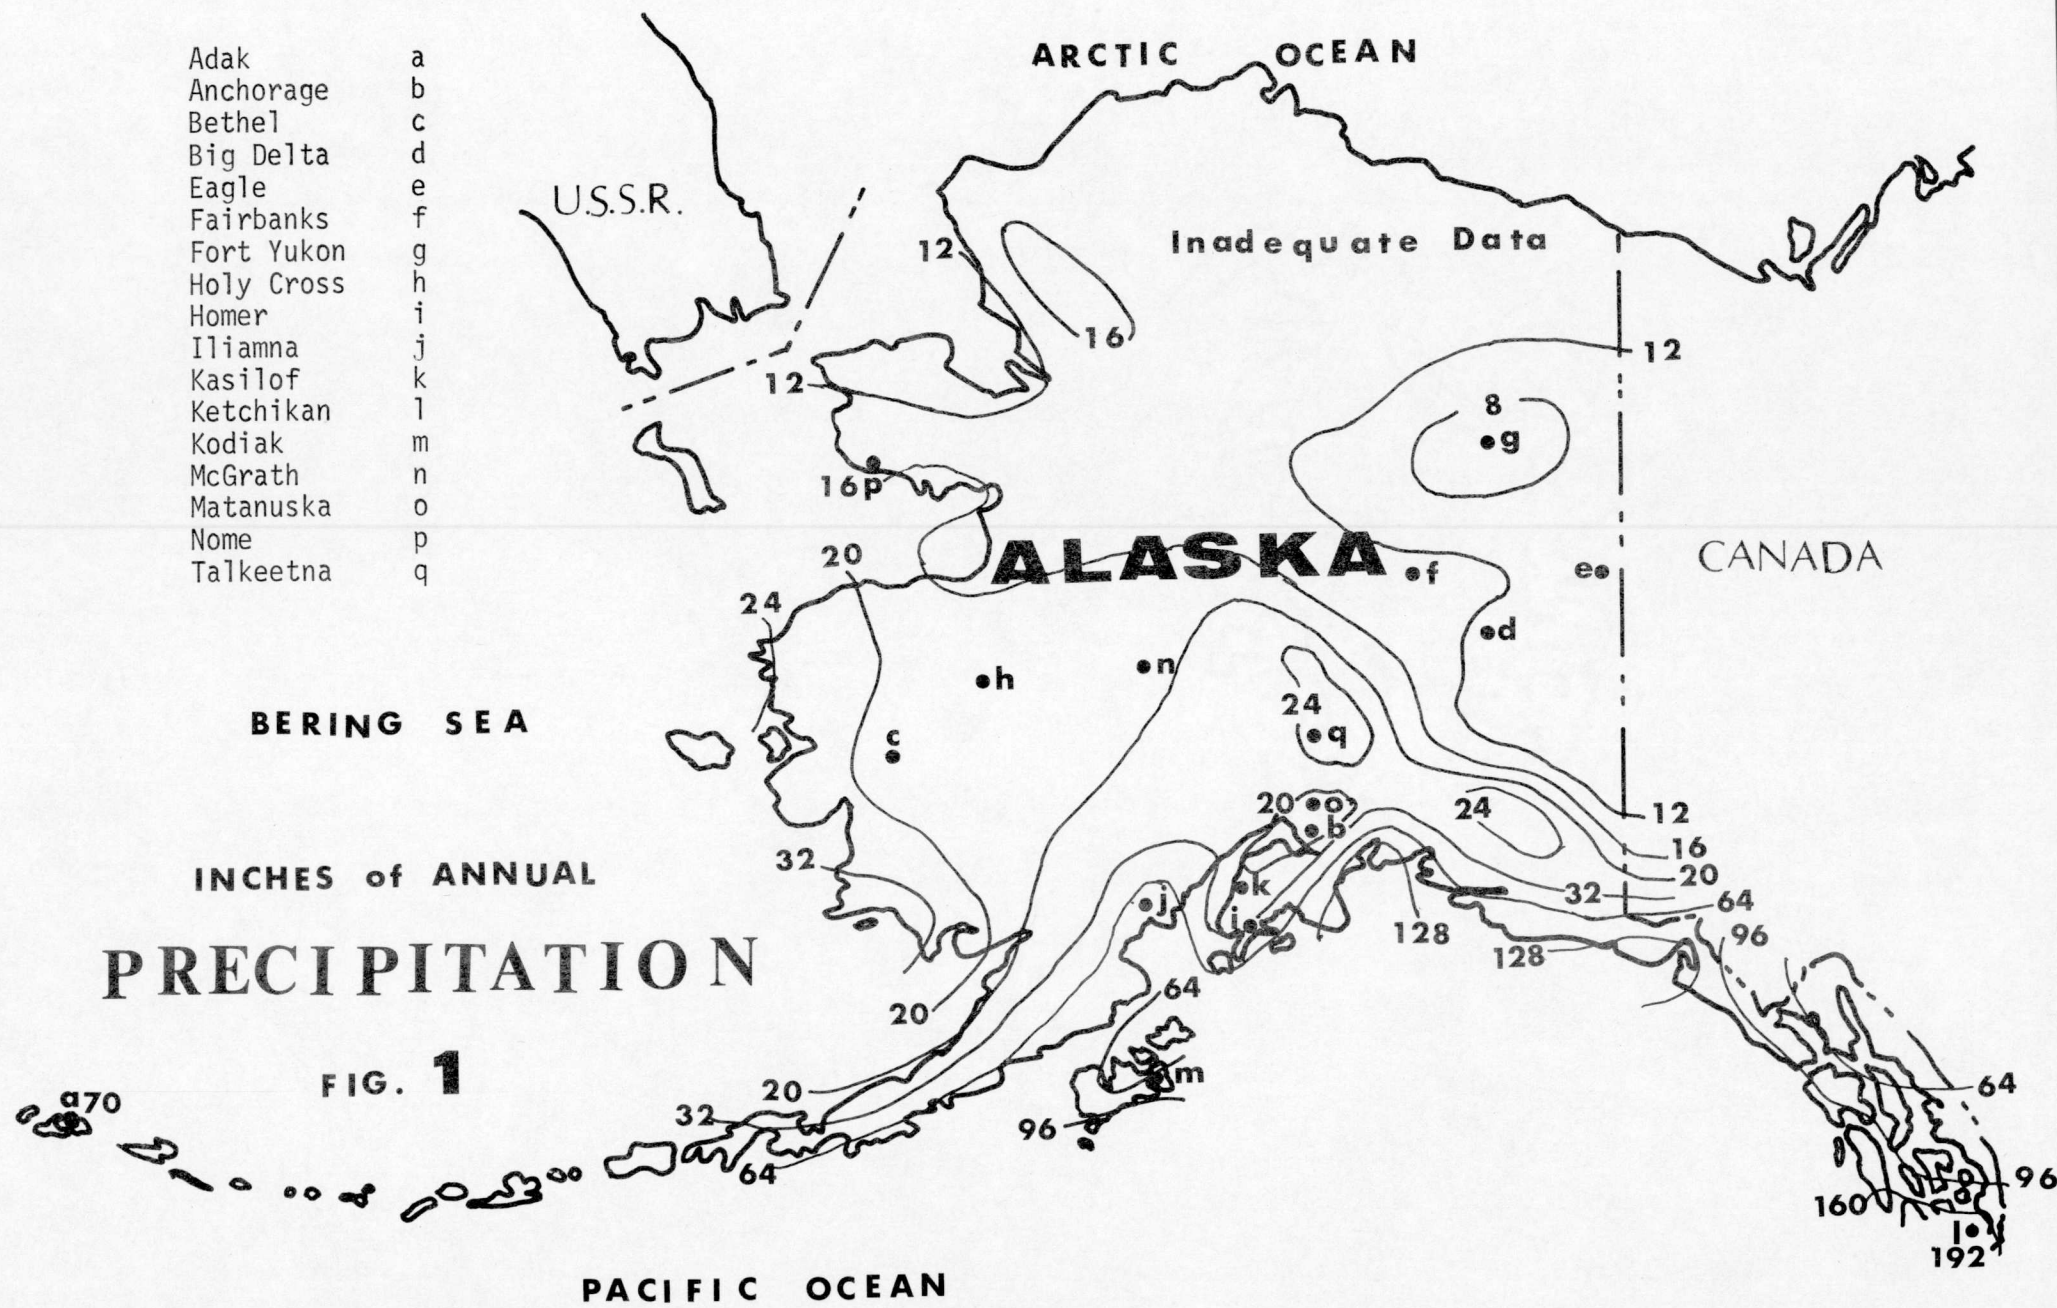 ARCTIC OCEAN
Adak a
Anchorage b
Bethel c
Big Delta d
Eagle e
Fairbanks f
Fort Yukon g
Holy Cross h
Homer i
Iliamna j
Kasilof k
Ketchikan l
Kodiak m
McGrath n
Matanuska o
Nome p
Talkeetna q
U.S.S.R.
Inadequate Data
12
16
12
12
8
g
16p
ALASKA
CANADA
20
f
e
24
d
n
h
24
BERING SEA
q
c
20 o
24
12
b
16
32
20
INCHES of ANNUAL
k
32
j
64
i
128
96
128
PRECIPITATION
64
20
FIG. 1
m
64
20
a70
32
96
64
96
160
l
192
PACIFIC OCEAN